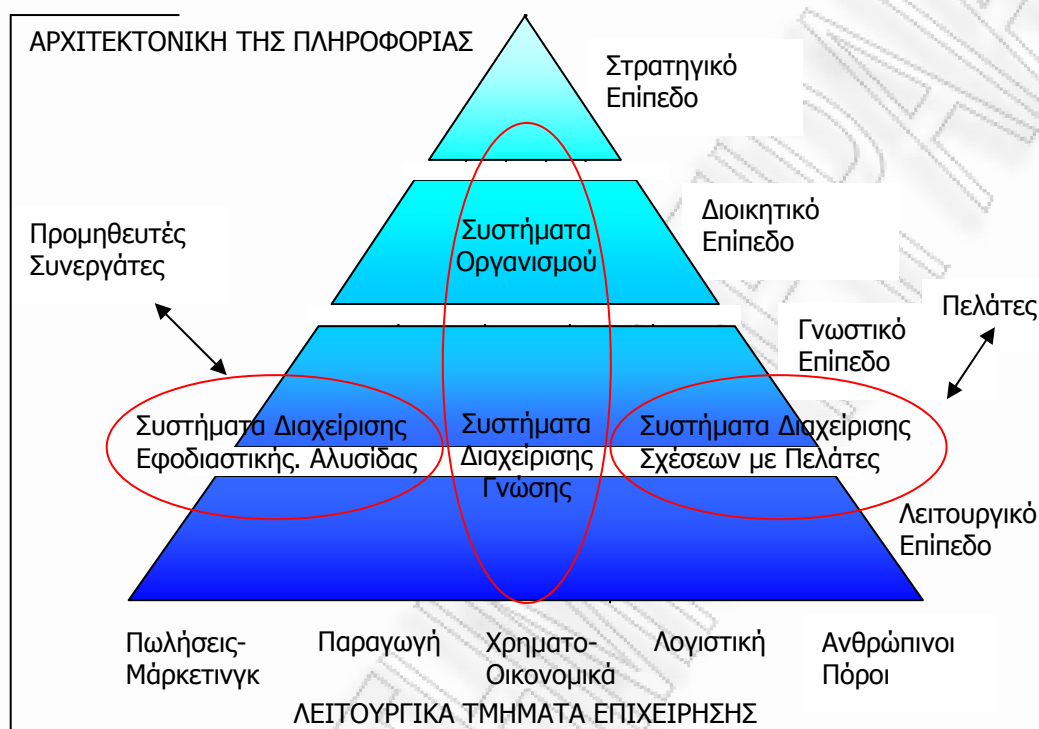 ΑΡΧΙΤΕΚΤΟΝΙΚΗ ΤΗΣ ΠΛΗΡΟΦΟΡΙΑΣ
Στρατηγικό
Επίπεδο
Διοικητικό
Επίπεδο
Συστήματα
Οργανισμού
Προμηθευτές
Συνεργάτες
Πελάτες
Γνωστικό
Επίπεδο
Συστήματα Διαχείρισης
Εφοδιαστικής. Αλυσίδας
Συστήματα
Διαχείρισης
Γνώσης
Συστήματα Διαχείρισης
Σχέσεων με Πελάτες
Λειτουργικό
Επίπεδο
Πωλήσεις-
Μάρκετινγκ
Παραγωγή
Χρηματο-
Οικονομικά
Λογιστική
Ανθρώπινοι
Πόροι
ΛΕΙΤΟΥΡΓΙΚΑ ΤΜΗΜΑΤΑ ΕΠΙΧΕΙΡΗΣΗΣ